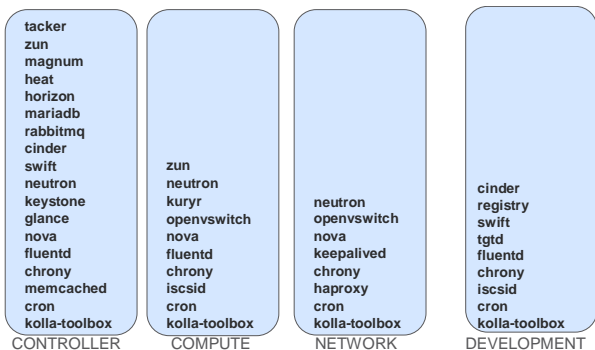 tacker
zun
magnum
heat
horizon
mariadb
rabbitmq
cinder
swift
neutron
keystone
glance
nova
fluentd
chrony
memcached
cron
kolla-toolbox
CONTROLLER
zun
neutron
kuryr
openvswitch
nova
fluentd
chrony
iscsid
cron
kolla-toolbox
COMPUTE
neutron
openvswitch
nova
keepalived
chrony
haproxy
cron
kolla-toolbox
NETWORK
cinder
registry
swift
tgtd
fluentd
chrony
iscsid
cron
kolla-toolbox
DEVELOPMENT